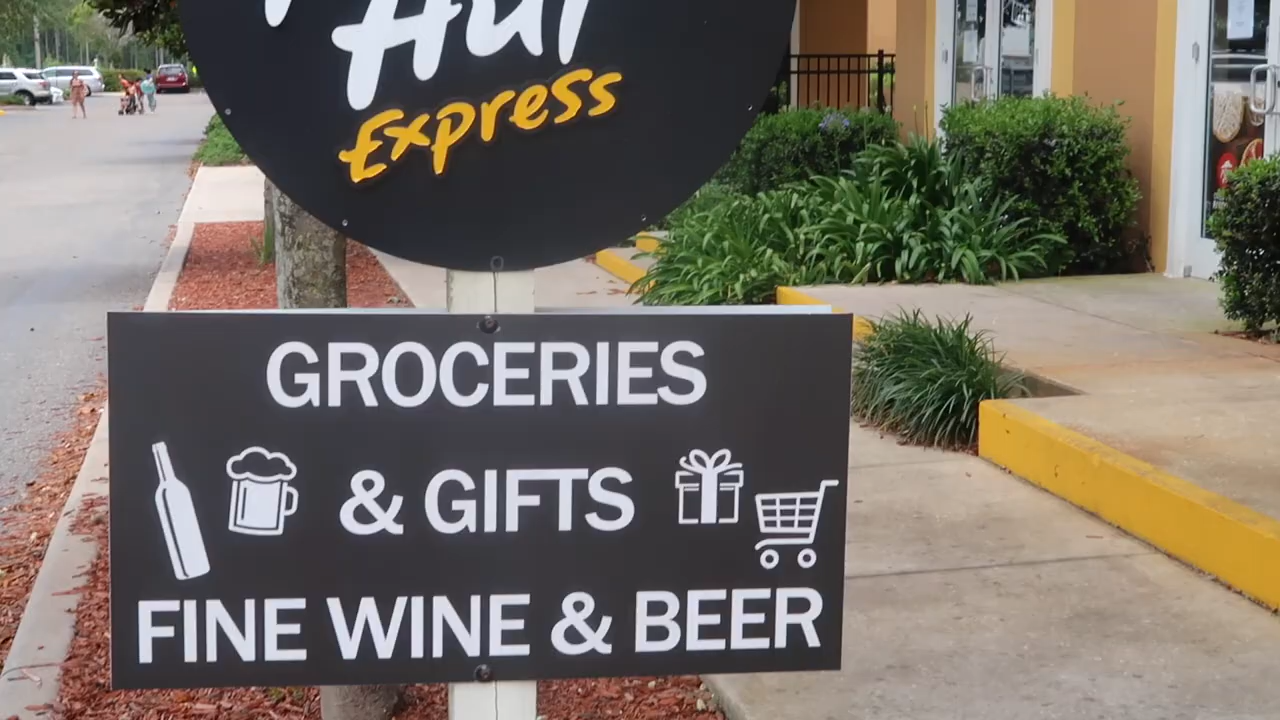 Hut
Express
GROCERIES
& GIFTS
FINE WINE & BEER